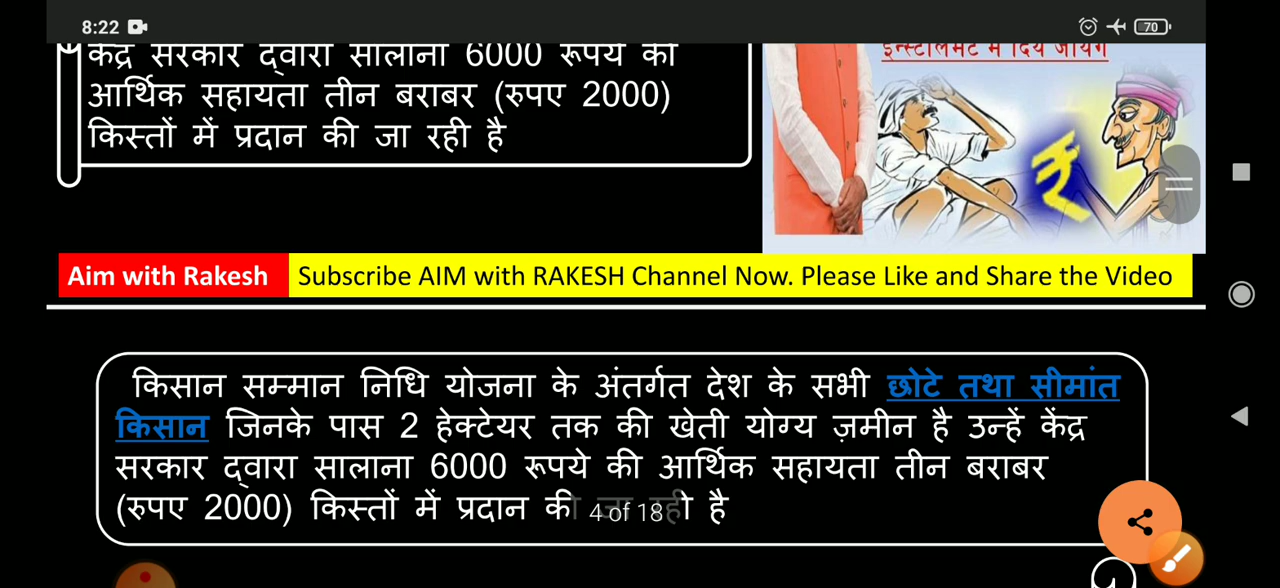 8:22
70
केंद्र सरकार द्वारा सालाना 6000 रूपये की
आर्थिक सहायता तीन बराबर (रुपए 2000)
किस्तों में प्रदान की जा रही है
इन्स्टॉलमेंट में दिये जायेंगे
₹
Aim with Rakesh
Subscribe AIM with RAKESH Channel Now. Please Like and Share the Video
किसान सम्मान निधि योजना के अंतर्गत देश के सभी छोटे तथा सीमांत
किसान जिनके पास 2 हेक्टेयर तक की खेती योग्य ज़मीन है उन्हें केंद्र
सरकार द्वारा सालाना 6000 रूपये की आर्थिक सहायता तीन बराबर
(रुपए 2000) किस्तों में प्रदान की जा रही है
4 of 18